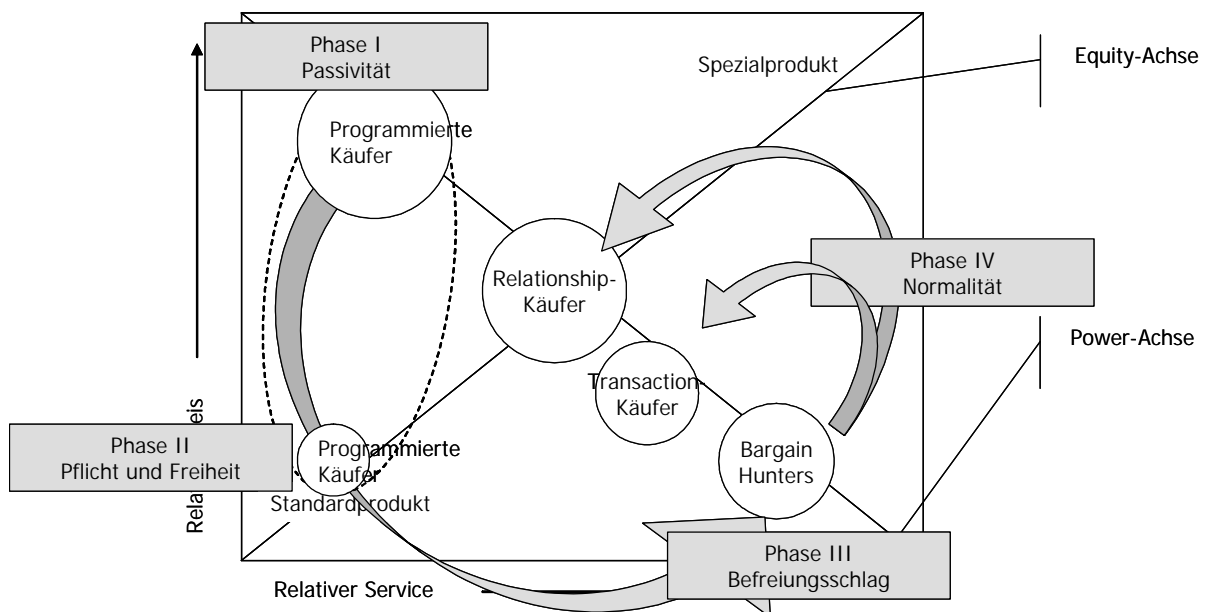 Phase I
Passivität
Spezialprodukt
Equity-Achse
Programmierte
Käufer
Relationship-
Käufer
Phase IV
Normalität
Power-Achse
Transaction-
Käufer
Phase II
Pflicht und Freiheit
Programmierte
Käufer
Standardprodukt
Bargain
Hunters
Phase III
Befreiungsschlag
Relativer Service